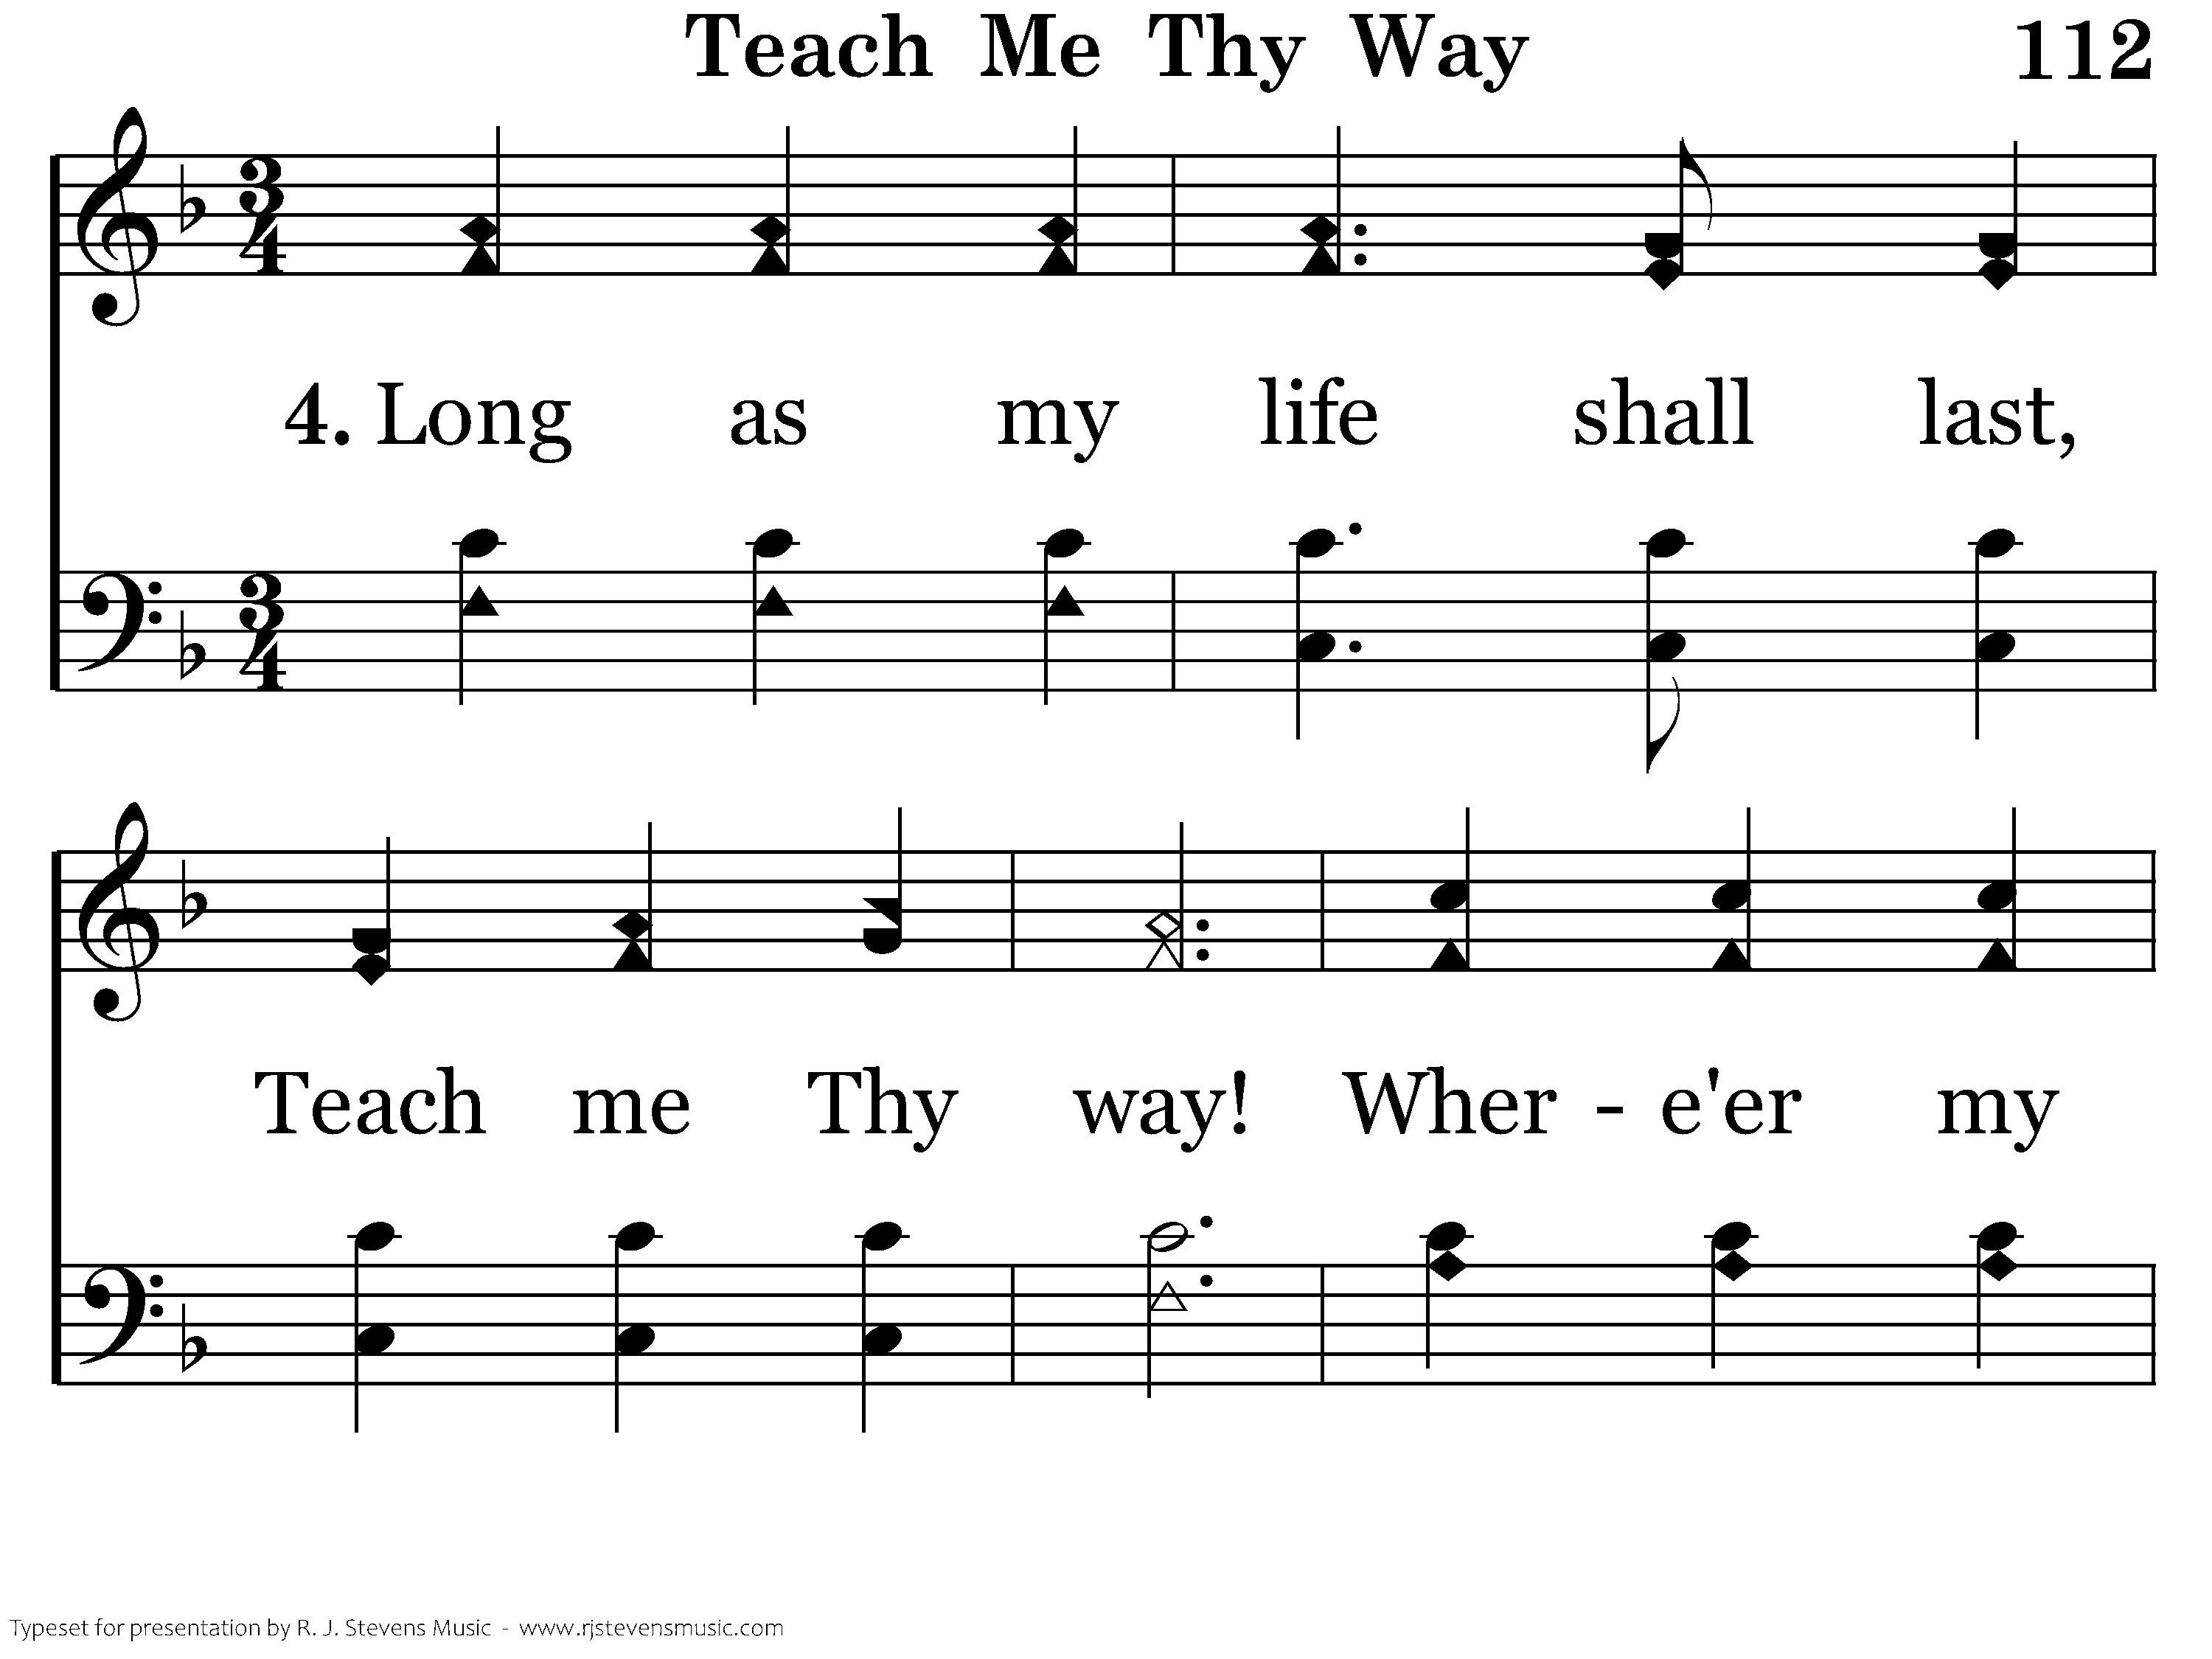 Teach Me Thy Way 112
4. Long as my life shall last,
Teach me Thy way! Wher - e'er my
Typeset for presentation by R. J. Stevens Music - www.rjstevensmusic.com